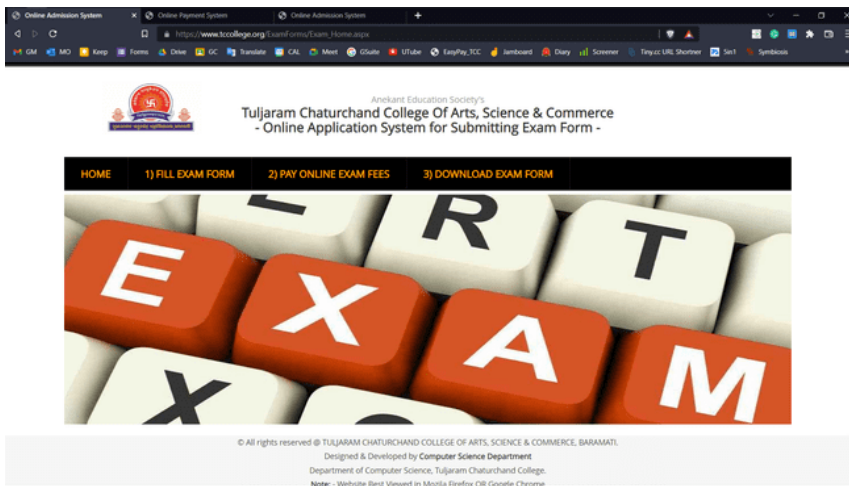 Online Admission System
Online Payment System
Online Admission System
https://www.tccollege.org/ExamForms/Exam_Home.aspx
GM MO Keep Forms Drive GC Translate CAL Meet GSuite UTube EasyPay_TCC Jamboard Diary Screener Tiny.cc URL Shortner Sin1 Symbiosis
Anekant Education Society's
Tuljaram Chaturchand College Of Arts, Science & Commerce
- Online Application System for Submitting Exam Form -
HOME 1) FILL EXAM FORM 2) PAY ONLINE EXAM FEES 3) DOWNLOAD EXAM FORM
E R T
E X A M
X
© All rights reserved @ TULJARAM CHATURCHAND COLLEGE OF ARTS, SCIENCE & COMMERCE, BARAMATI.
Designed & Developed by Computer Science Department
Department of Computer Science, Tuljaram Chaturchand College.
Note: - Website Best Viewed in Mozila Firefox OR Google Chrome